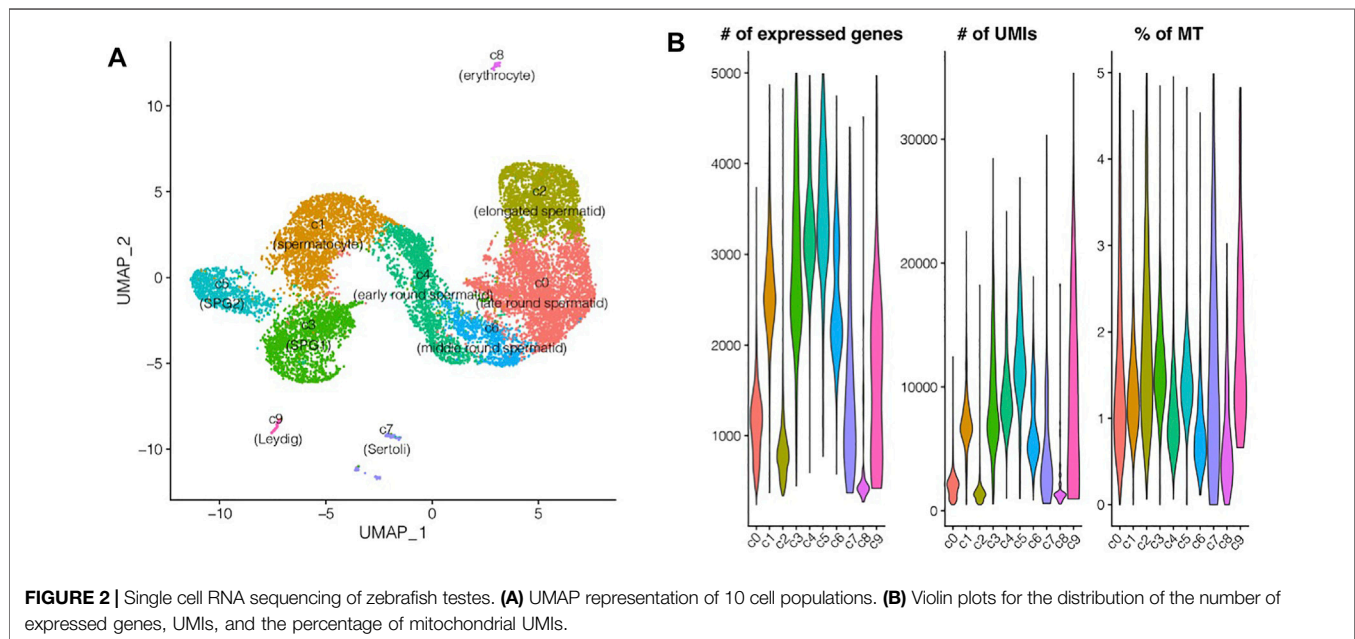 A
c8
(erythrocyte)
10
5
0
−5
−10
UMAP_2
c2
(elongated spermatid)
c1
(spermatocyte)
c5
(SPG2)
c4
(early round spermatid)
c0
(late round spermatid)
c3
(SPG1)
c6
(middle round spermatid)
c9
(Leydig)
c7
(Sertoli)
−10 −5 0 5
UMAP_1
B
# of expressed genes
5000
4000
3000
2000
1000
c0 c1 c2 c3 c4 c5 c6 c7 c8 c9
# of UMIs
30000
20000
10000
0
c0 c1 c2 c3 c4 c5 c6 c7 c8 c9
% of MT
5
4
3
2
1
0
c0 c1 c2 c3 c4 c5 c6 c7 c8 c9
FIGURE 2 | Single cell RNA sequencing of zebrafish testes. (A) UMAP representation of 10 cell populations. (B) Violin plots for the distribution of the number of
expressed genes, UMIs, and the percentage of mitochondrial UMIs.